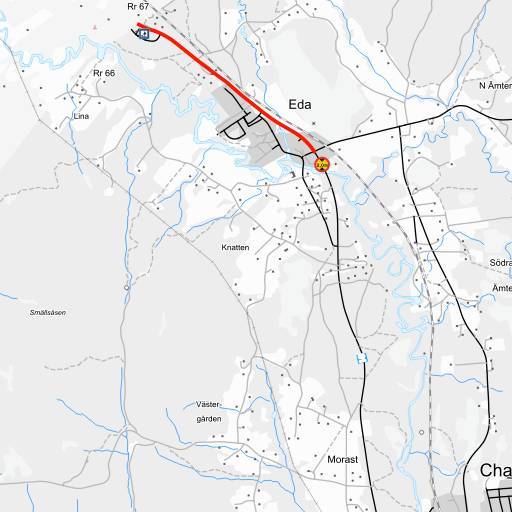 Rr 67
Rr 66
N Åmter
Eda
Lina
Knatten
Södra
Åmte
Smällsåsen
Väster-
gården
Morast
Cha